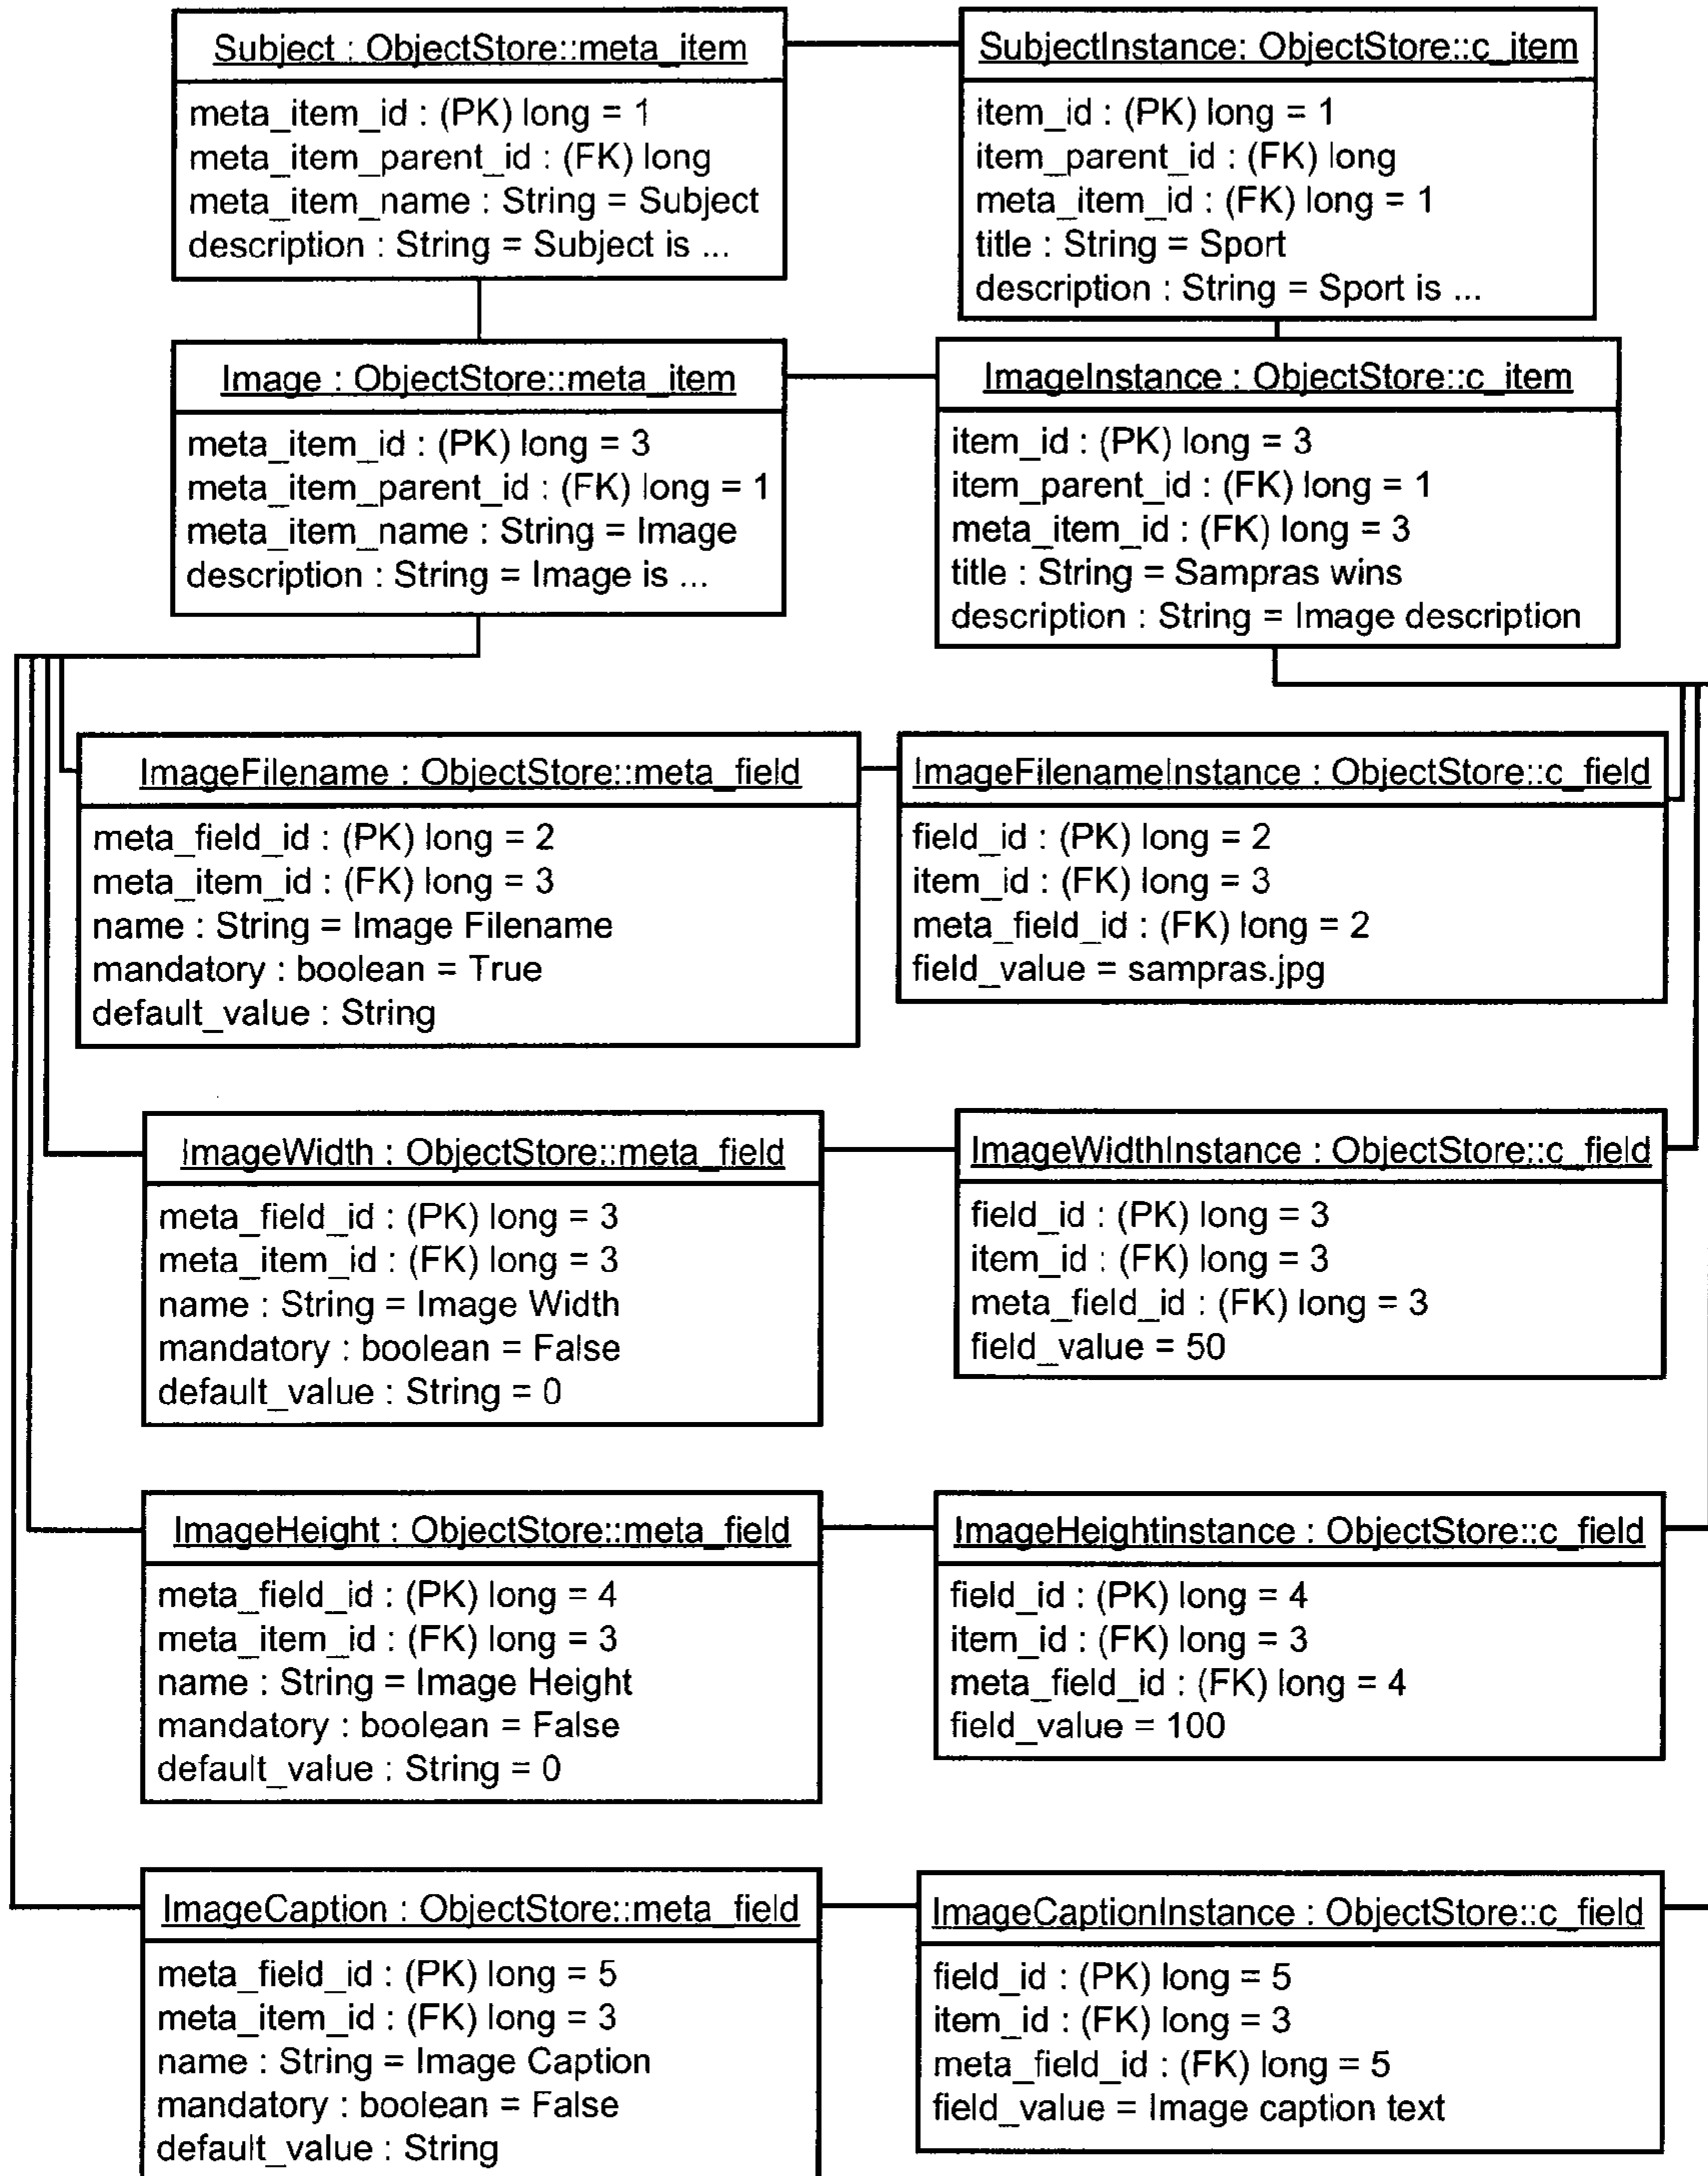 Subject : ObjectStore::meta_item
meta_item_id : (PK) long = 1
meta_item_parent_id : (FK) long
meta_item_name : String = Subject
description : String = Subject is ...
SubjectInstance: ObjectStore::c_item
item_id : (PK) long = 1
item_parent_id : (FK) long
meta_item_id : (FK) long = 1
title : String = Sport
description : String = Sport is ...
Image : ObjectStore::meta_item
meta_item_id : (PK) long = 3
meta_item_parent_id : (FK) long = 1
meta_item_name : String = Image
description : String = Image is ...
ImageInstance : ObjectStore::c_item
item_id : (PK) long = 3
item_parent_id : (FK) long = 1
meta_item_id : (FK) long = 3
title : String = Sampras wins
description : String = Image description
ImageFilename : ObjectStore::meta_field
meta_field_id : (PK) long = 2
meta_item_id : (FK) long = 3
name : String = Image Filename
mandatory : boolean = True
default_value : String
ImageFilenameInstance : ObjectStore::c_field
field_id : (PK) long = 2
item_id : (FK) long = 3
meta_field_id : (FK) long = 2
field_value = sampras.jpg
ImageWidth : ObjectStore::meta_field
meta_field_id : (PK) long = 3
meta_item_id : (FK) long = 3
name : String = Image Width
mandatory : boolean = False
default_value : String = 0
ImageWidthInstance : ObjectStore::c_field
field_id : (PK) long = 3
item_id : (FK) long = 3
meta_field_id : (FK) long = 3
field_value = 50
ImageHeight : ObjectStore::meta_field
meta_field_id : (PK) long = 4
meta_item_id : (FK) long = 3
name : String = Image Height
mandatory : boolean = False
default_value : String = 0
ImageHeightinstance : ObjectStore::c_field
field_id : (PK) long = 4
item_id : (FK) long = 3
meta_field_id : (FK) long = 4
field_value = 100
ImageCaption : ObjectStore::meta_field
meta_field_id : (PK) long = 5
meta_item_id : (FK) long = 3
name : String = Image Caption
mandatory : boolean = False
default_value : String
ImageCaptionInstance : ObjectStore::c_field
field_id : (PK) long = 5
item_id : (FK) long = 3
meta_field_id : (FK) long = 5
field_value = Image caption text